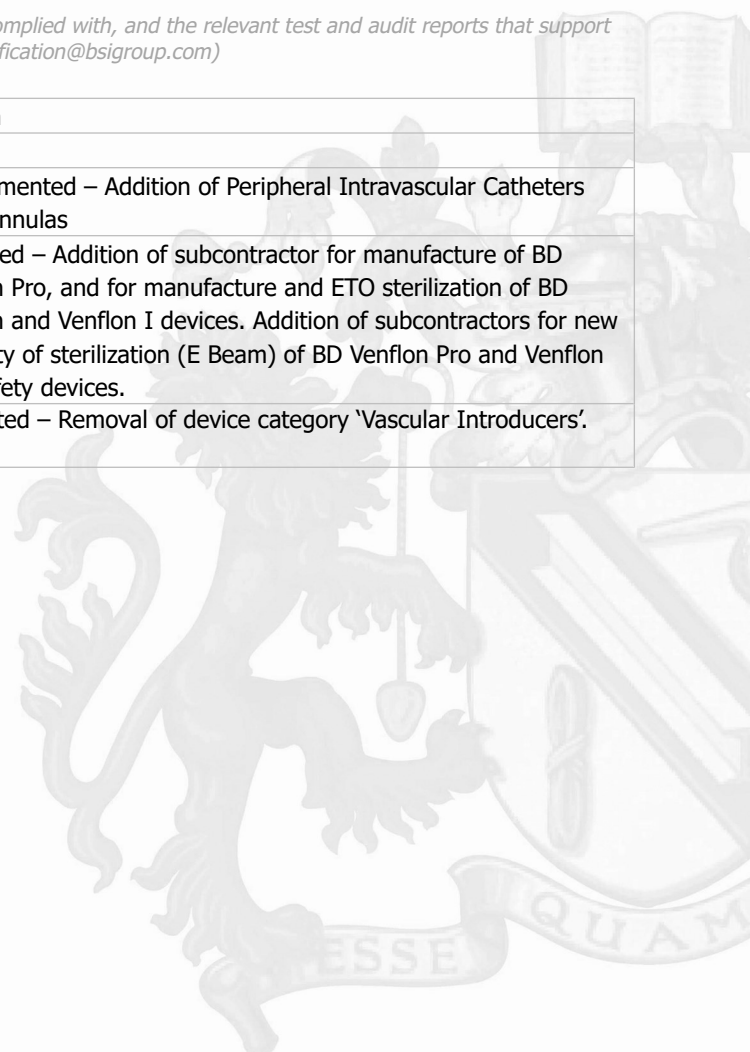 omplied with, and the relevant test and audit reports that support
fication@bsigroup.com)
mented – Addition of Peripheral Intravascular Catheters
nnulas
ed – Addition of subcontractor for manufacture of BD
n Pro, and for manufacture and ETO sterilization of BD
n and Venflon I devices. Addition of subcontractors for new
ty of sterilization (E Beam) of BD Venflon Pro and Venflon
fety devices.
ted – Removal of device category ‘Vascular Introducers’.
ESSE
QUAM